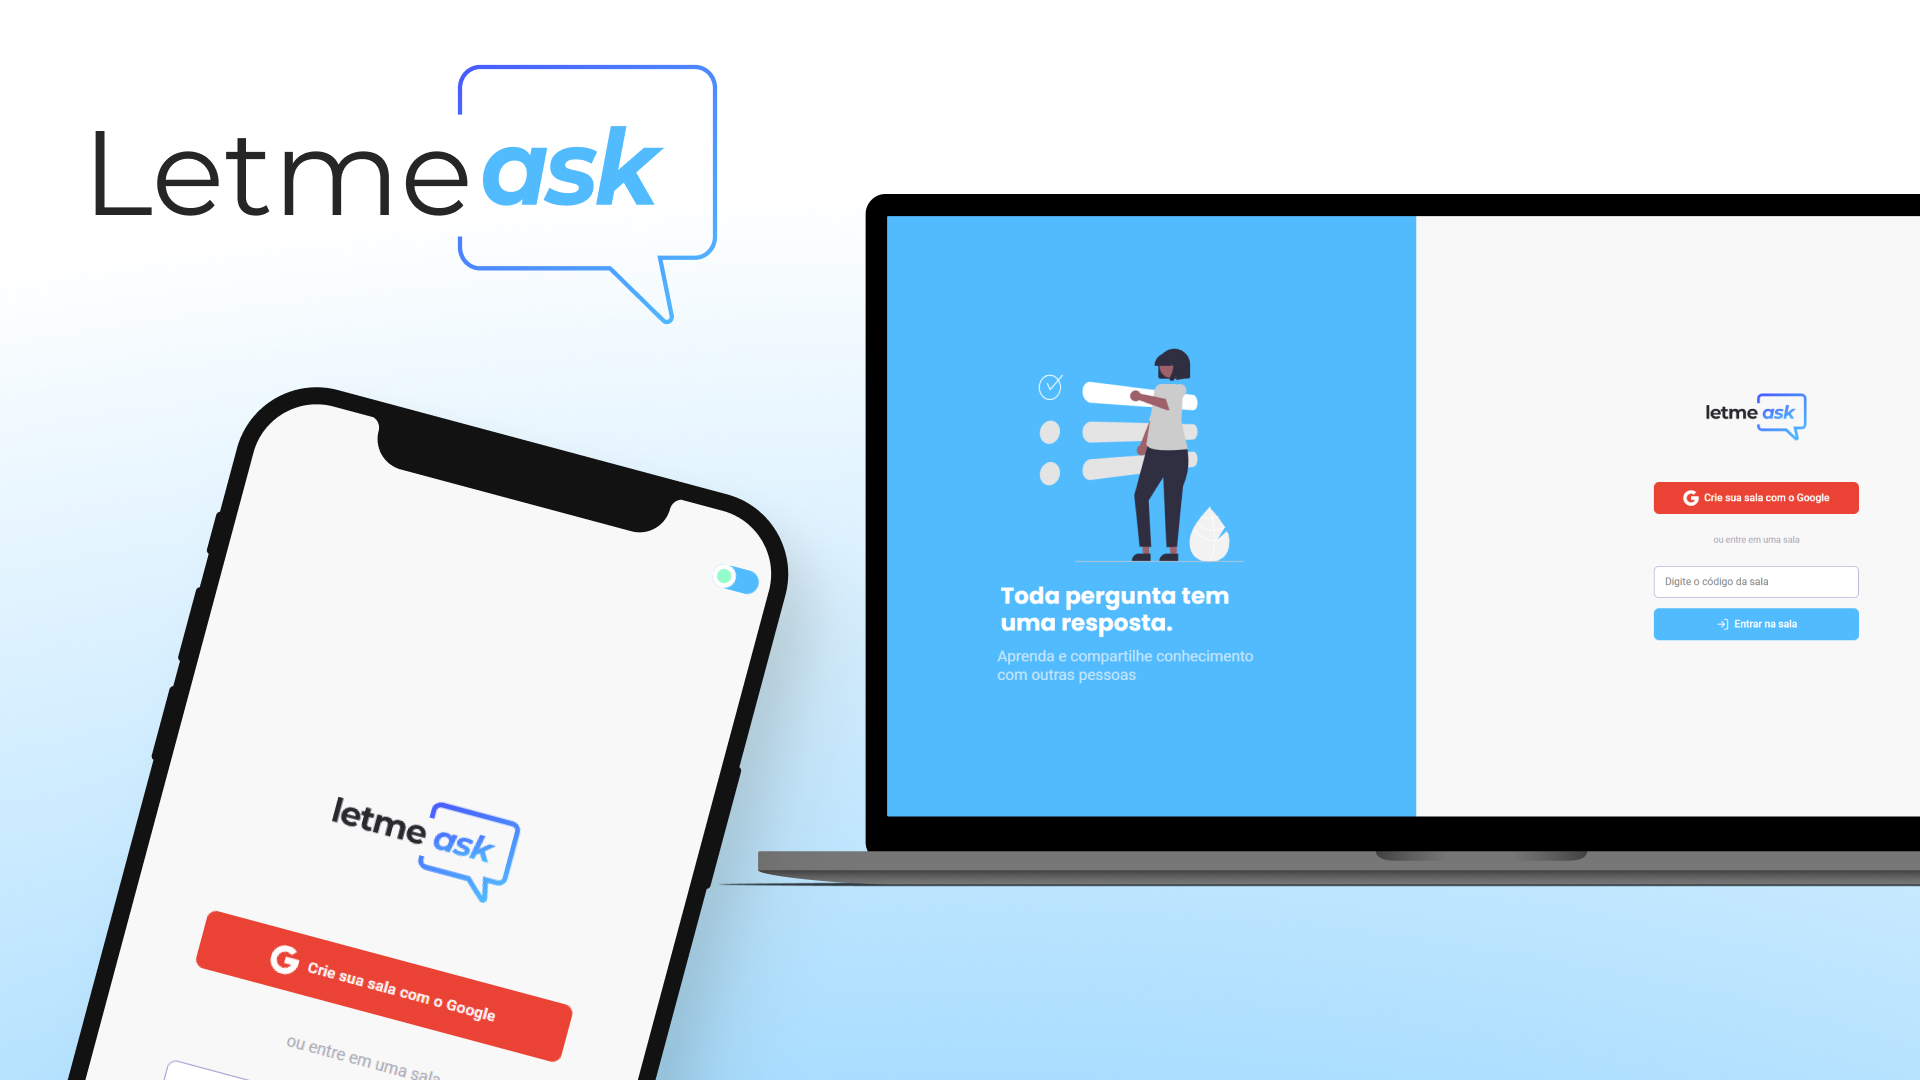 Letme ask
letme ask
Crie sua sala com o Google
ou entre em uma sala
Toda pergunta tem
uma resposta.
Aprenda e compartilhe conhecimento
com outras pessoas
letme ask
Crie sua sala com o Google
ou entre em uma sala
Digite o código da sala
Entrar na sala